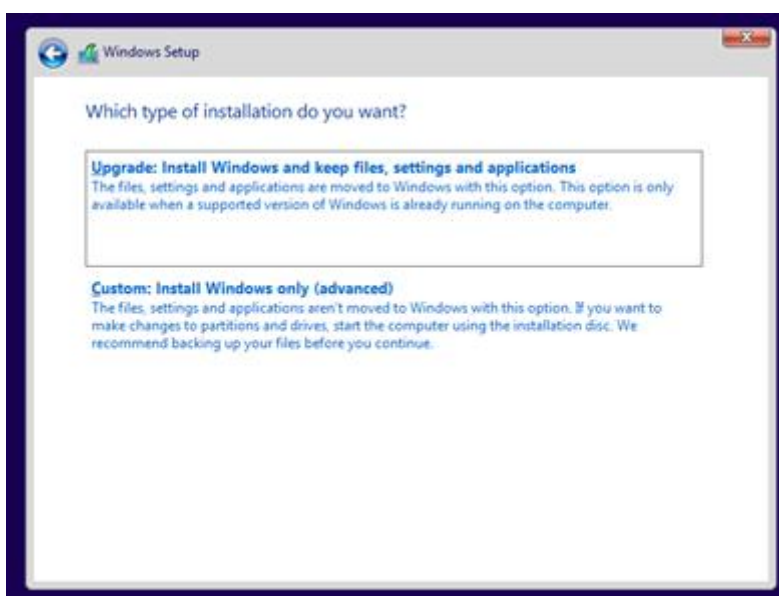 Windows Setup
Which type of installation do you want?
Upgrade: Install Windows and keep files, settings and applications
The files, settings and applications are moved to Windows with this option. This option is only
available when a supported version of Windows is already running on the computer.
Custom: Install Windows only (advanced)
The files, settings and applications aren't moved to Windows with this option. If you want to
make changes to partitions and drives, start the computer using the installation disc. We
recommend backing up your files before you continue.